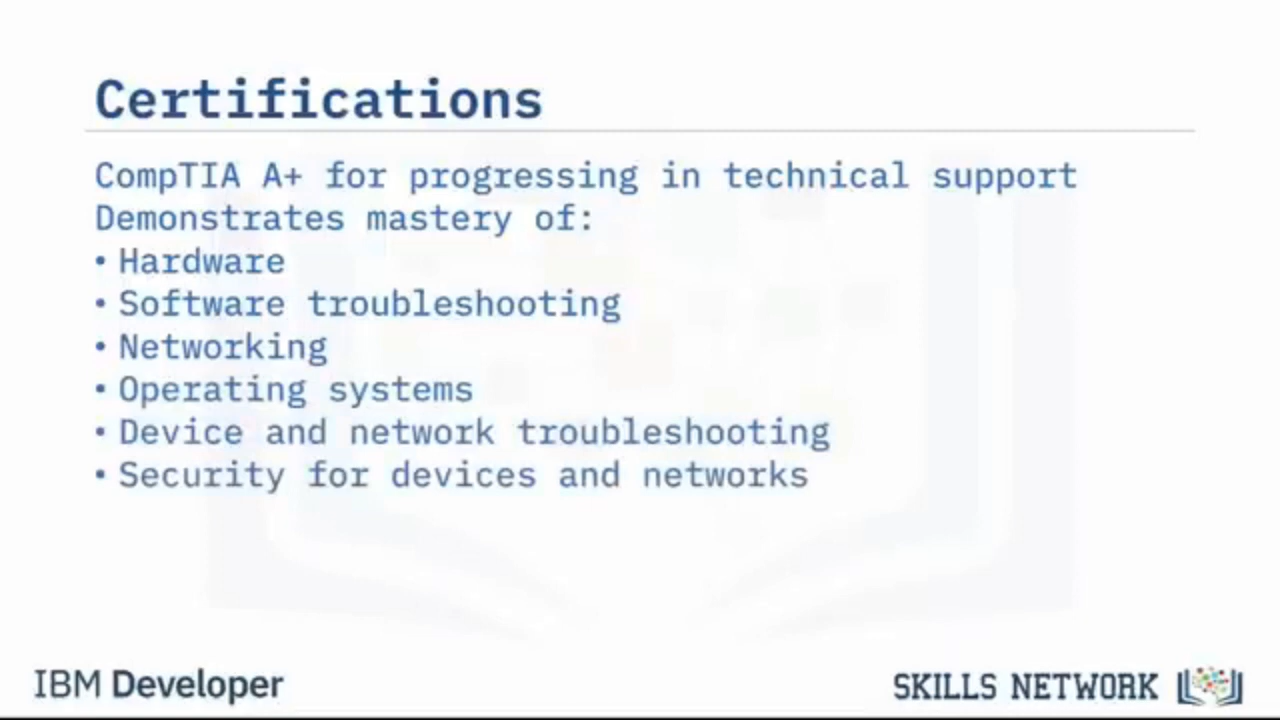 Certifications
CompTIA A+ for progressing in technical support
Demonstrates mastery of:
• Hardware
• Software troubleshooting
• Networking
• Operating systems
• Device and network troubleshooting
• Security for devices and networks
IBM Developer
SKILLS NETWORK